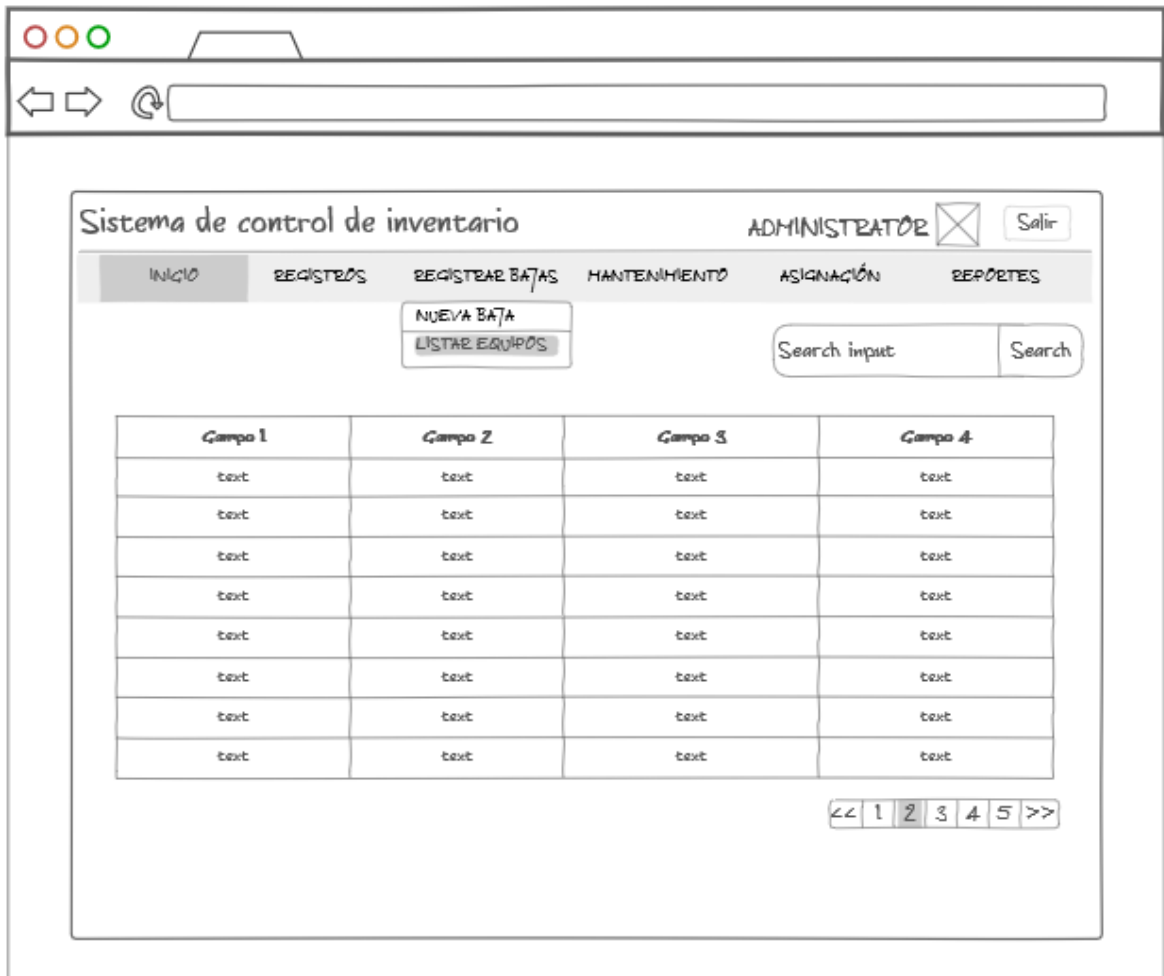 Sistema de control de inventario
ADMINISTRATOR
Salir
INICIO REGISTROS REGISTRAR BAJAS MANTENIMIENTO ASIGNACIÓN REPORTES
NUEVA BAJA
LISTAR EQUIPOS
Search input Search
Campo 1 Campo 2 Campo 3 Campo 4
text text text text
text text text text
text text text text
text text text text
text text text text
text text text text
text text text text
text text text text
<< 1 2 3 4 5 >>